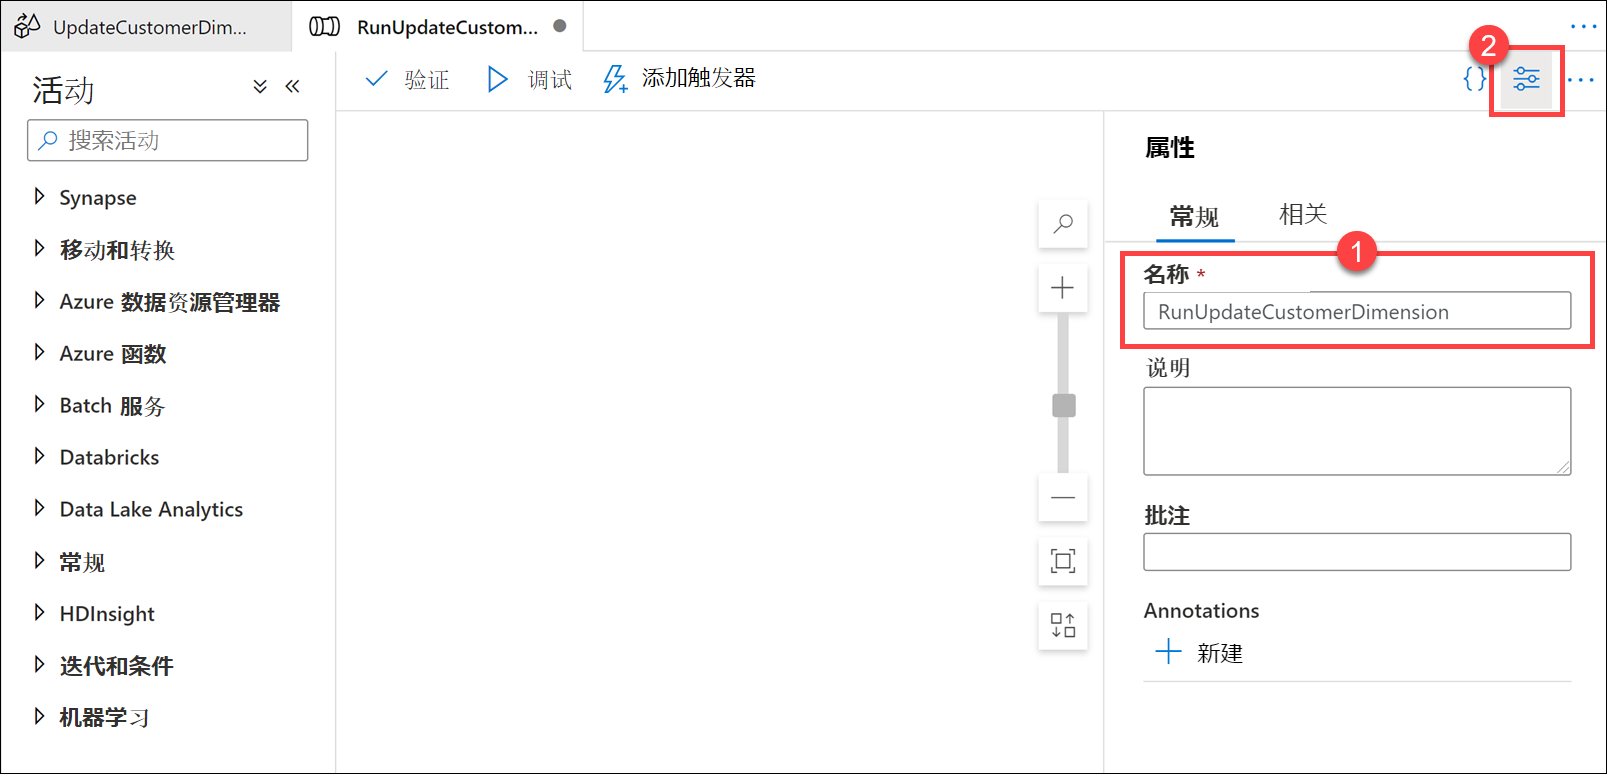 UpdateCustomerDim...
RunUpdateCustom...
活动
搜索活动
Synapse
移动和转换
Azure 数据资源管理器
Azure 函数
Batch 服务
Databricks
Data Lake Analytics
常规
HDInsight
迭代和条件
机器学习
验证
调试
添加触发器
{}
2
属性
常规
相关
1
名称 *
RunUpdateCustomerDimension
说明
批注
Annotations
新建